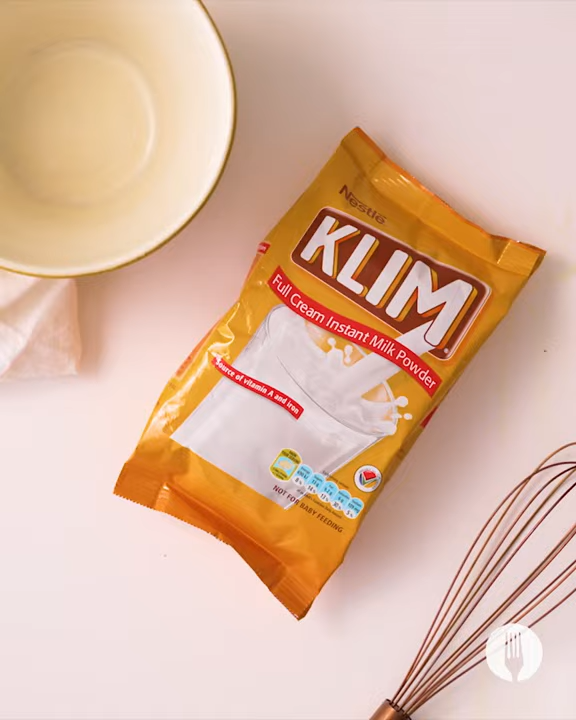 Nestlé
KLIM
Full Cream Instant Milk Powder
Source of vitamin A and iron
NOT FOR BABY FEEDING